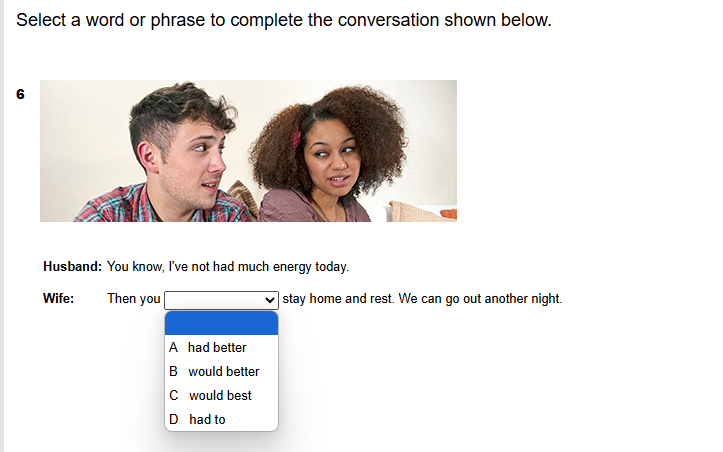 Select a word or phrase to complete the conversation shown below.
6
Husband: You know, I've not had much energy today.
Wife: Then you stay home and rest. We can go out another night.
A had better
B would better
C would best
D had to